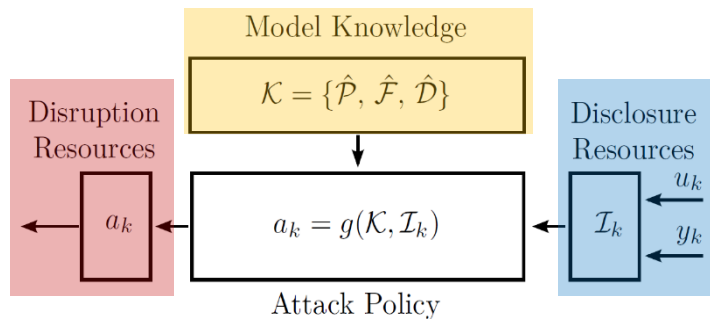 Model Knowledge
𝒦 = {𝒫̂, ℱ̂, 𝒟̂}
Disruption
Resources
a_k
a_k = g(𝒦, ℐ_k)
Disclosure
Resources
ℐ_k
u_k
y_k
Attack Policy